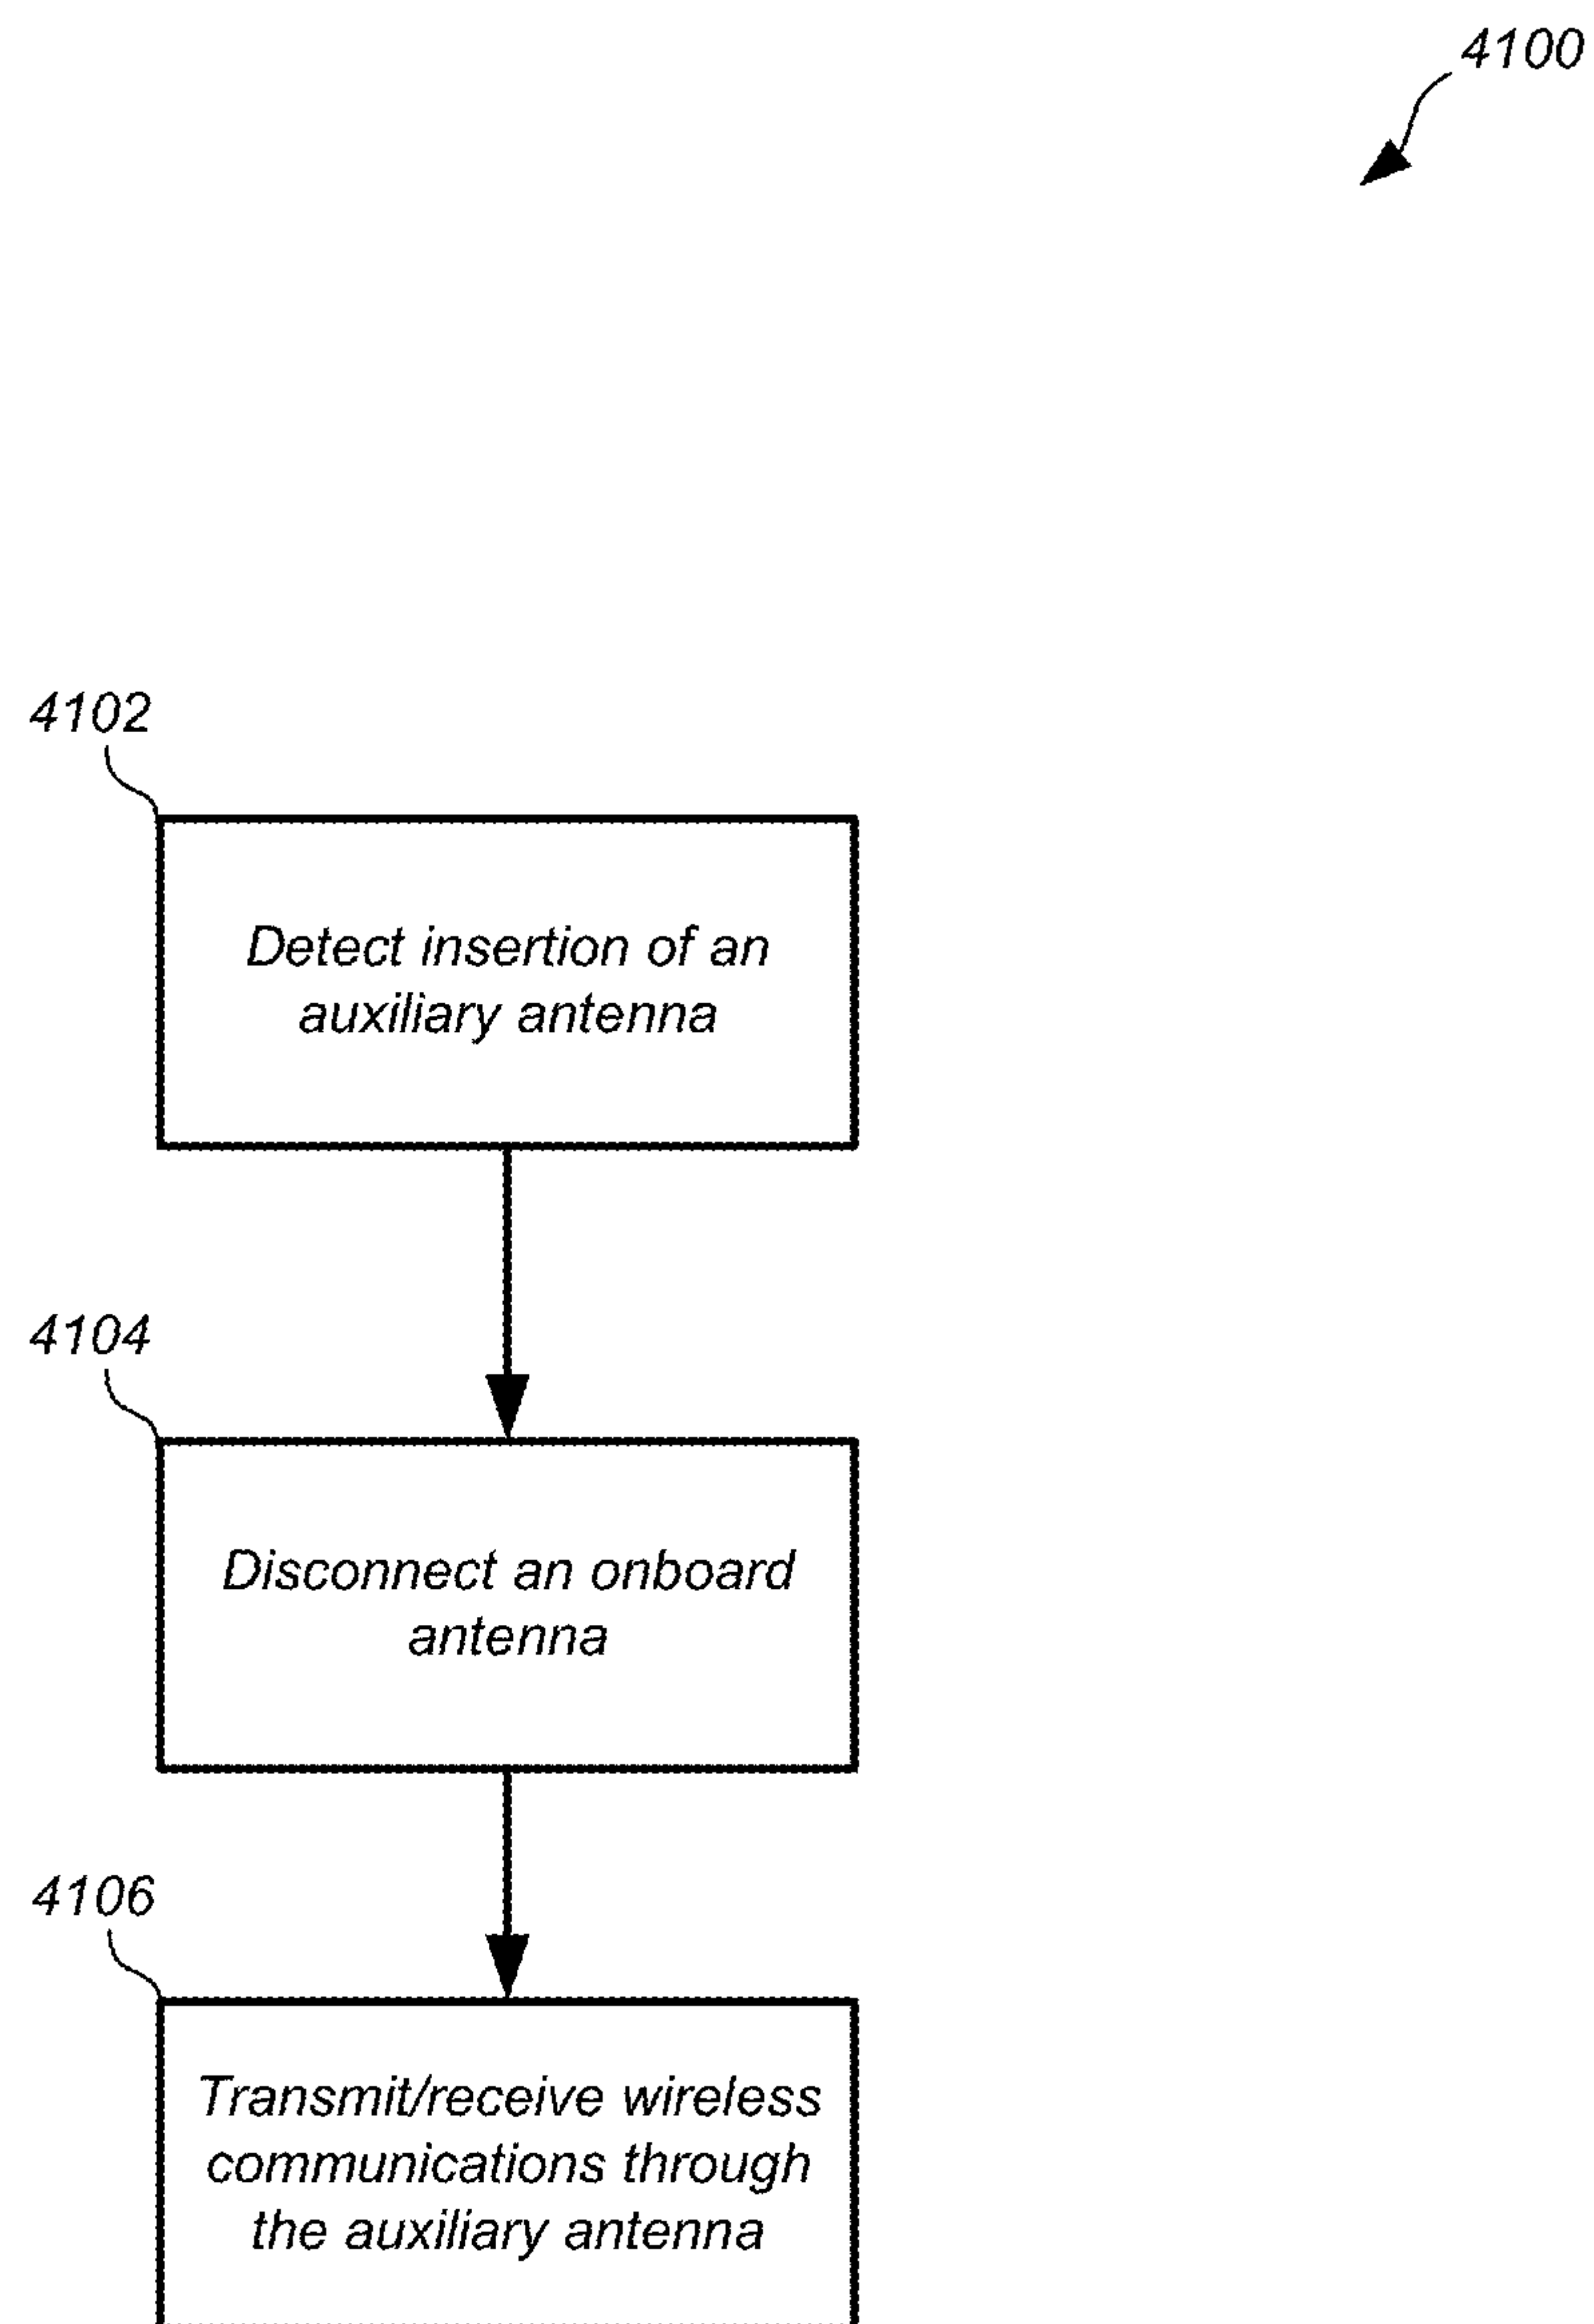 4100
4102
Detect insertion of an
auxiliary antenna
4104
Disconnect an onboard
antenna
4106
Transmit/receive wireless
communications through
the auxiliary antenna